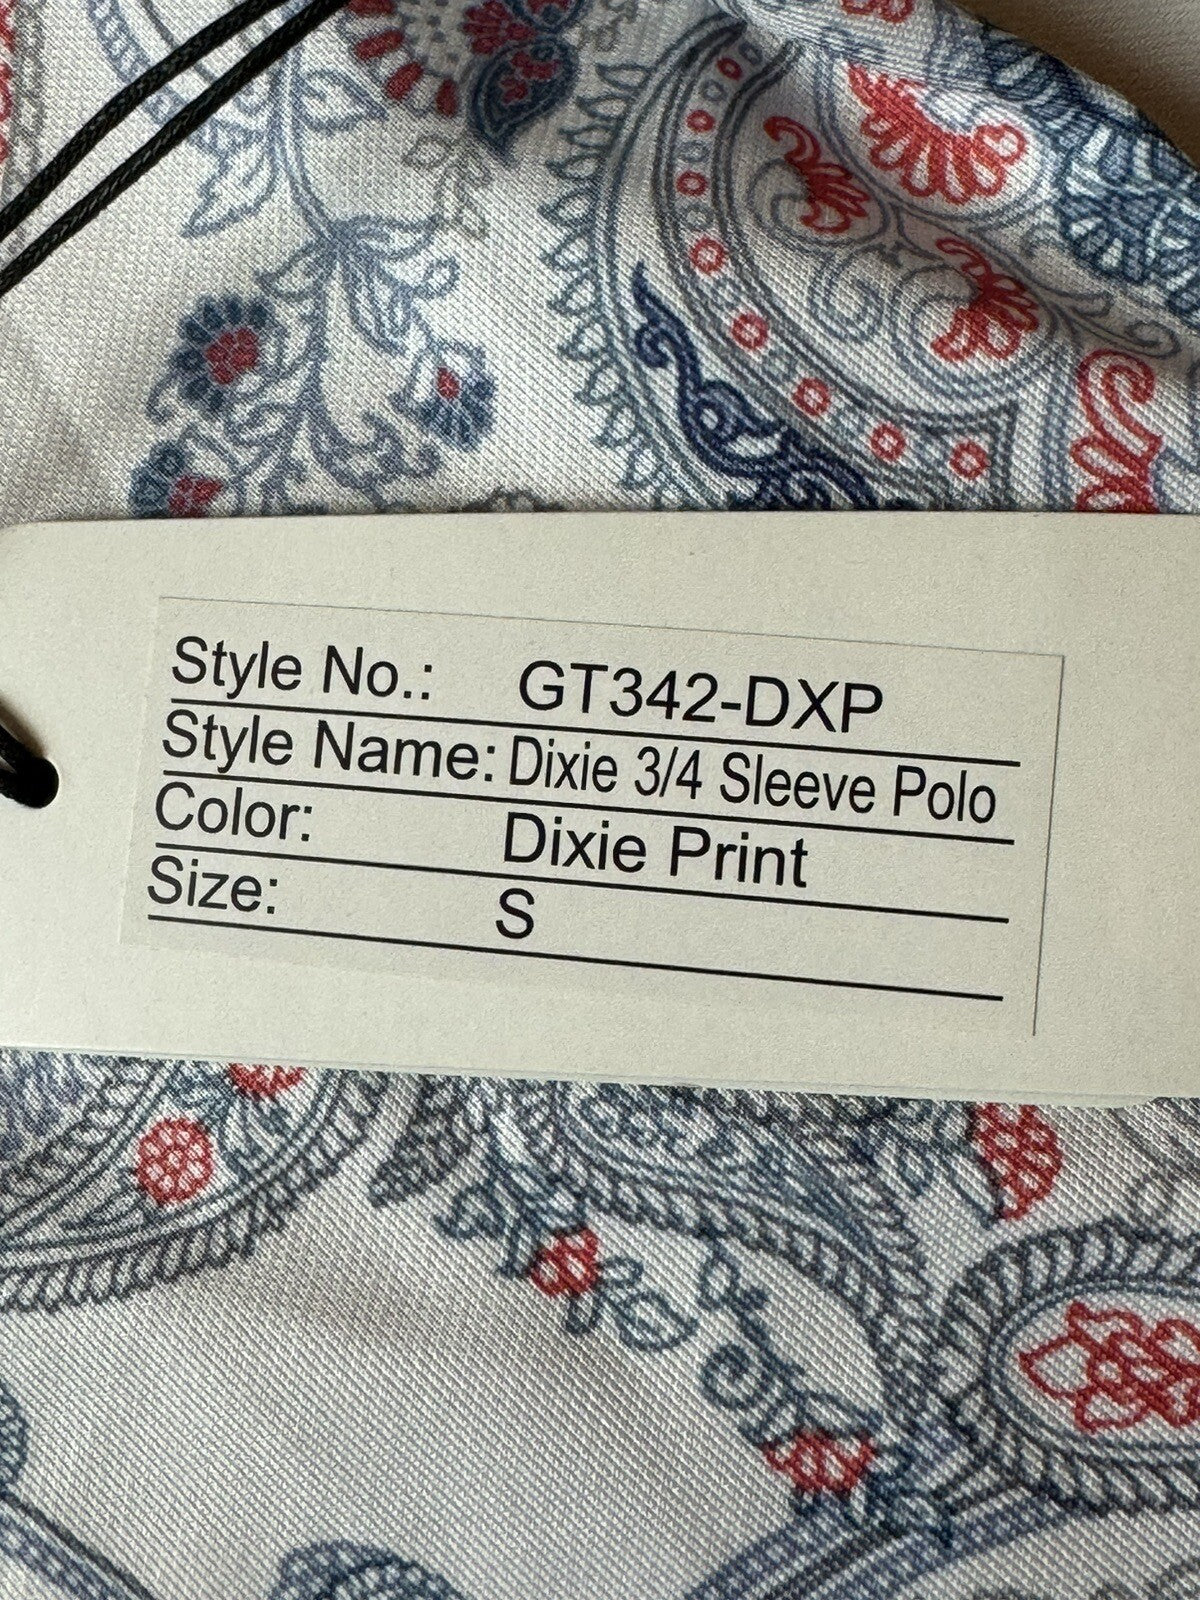 Style No.: GT342-DXP
Style Name: Dixie 3/4 Sleeve Polo
Color: Dixie Print
Size: S